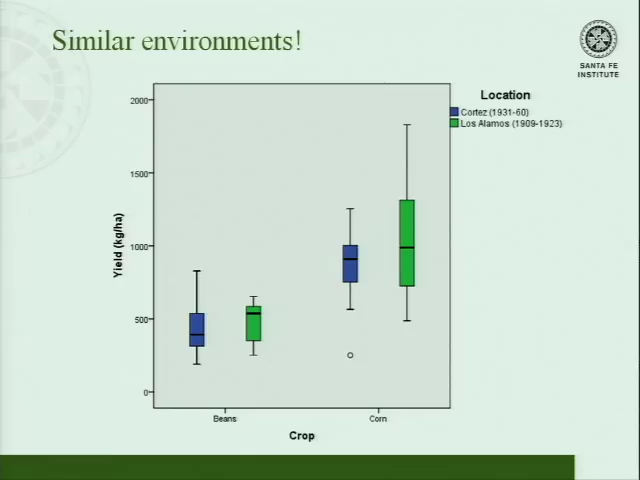 Similar environments!
SANTA FE
INSTITUTE
Location
Cortez (1931-60)
Los Alamos (1909-1923)
2000
1500
1000
500
0
Yield (kg/ha)
Beans
Corn
Crop